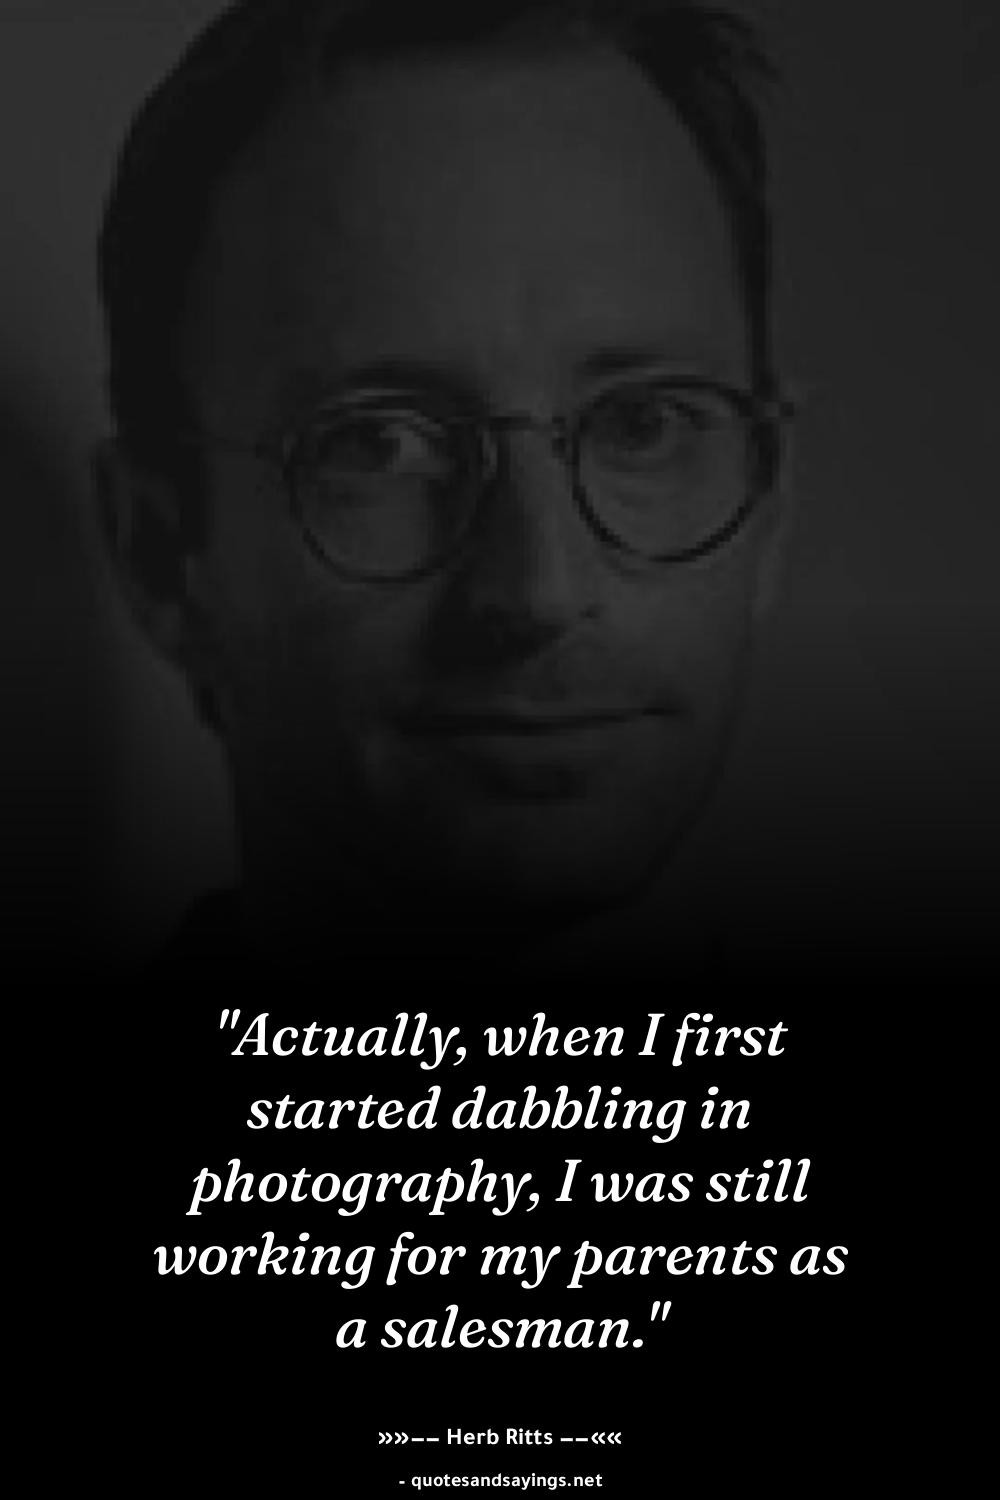 "Actually, when I first
started dabbling in
photography, I was still
working for my parents as
a salesman."
»»–– Herb Ritts ––««
- quotesandsayings.net